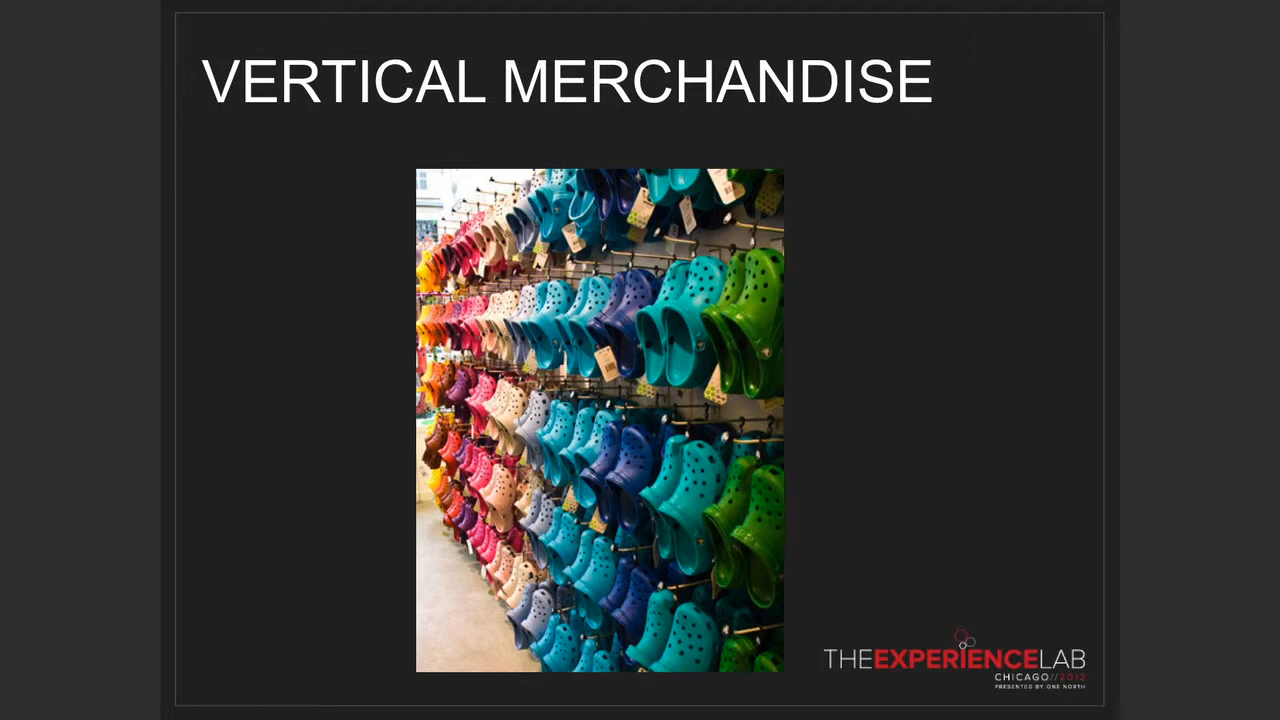 VERTICAL MERCHANDISE
THEEXPERIENCELAB
CHICAGO//2012
PRESENTED BY ONE NORTH